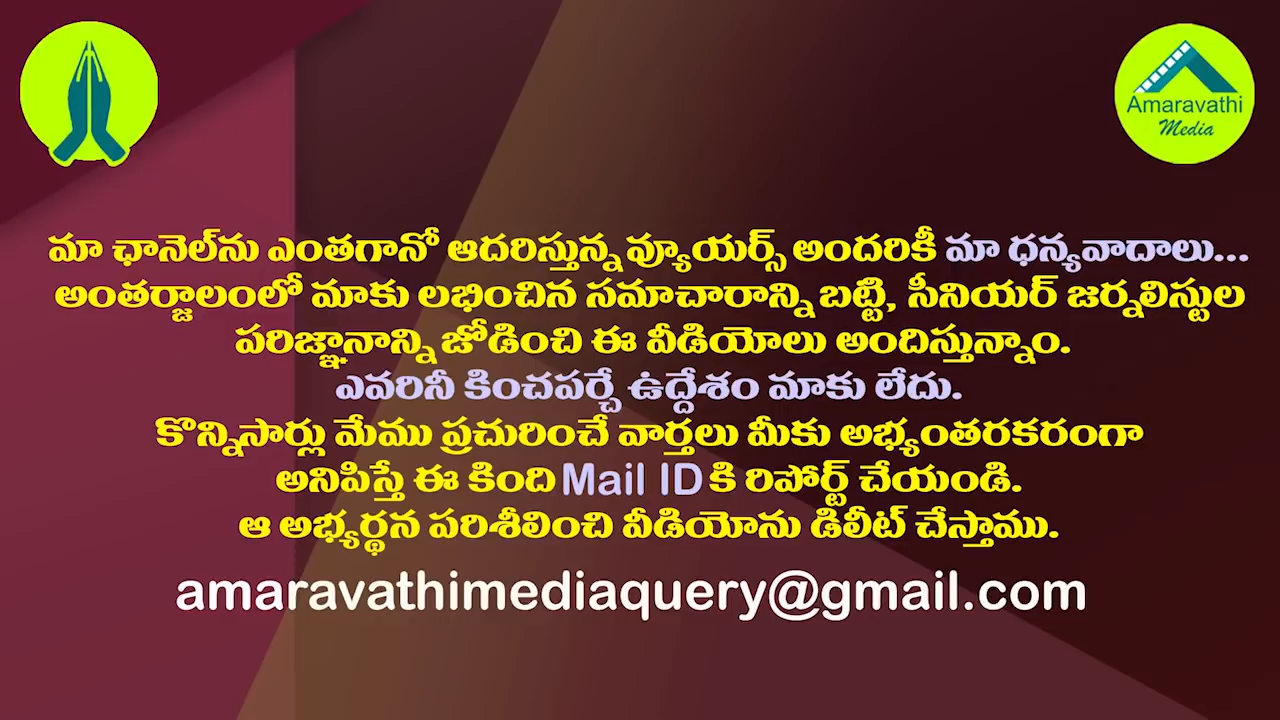 Amaravathi
Media
మా ఛానెల్‌ను ఎంతగానో ఆదరిస్తున్న వ్యూయర్స్ అందరికీ మా ధన్యవాదాలు...
అంతర్జాలంలో మాకు లభించిన సమాచారాన్ని బట్టి, సీనియర్ జర్నలిస్టుల
పరిజ్ఞానాన్ని జోడించి ఈ వీడియోలు అందిస్తున్నాం.
ఎవరినీ కించపర్చే ఉద్దేశం మాకు లేదు.
కొన్నిసార్లు మేము ప్రచురించే వార్తలు మీకు అభ్యంతరకరంగా
అనిపిస్తే ఈ కింది Mail ID కి రిపోర్ట్ చేయండి.
ఆ అభ్యర్థన పరిశీలించి వీడియోను డిలీట్ చేస్తాము.
amaravathimediaquery@gmail.com